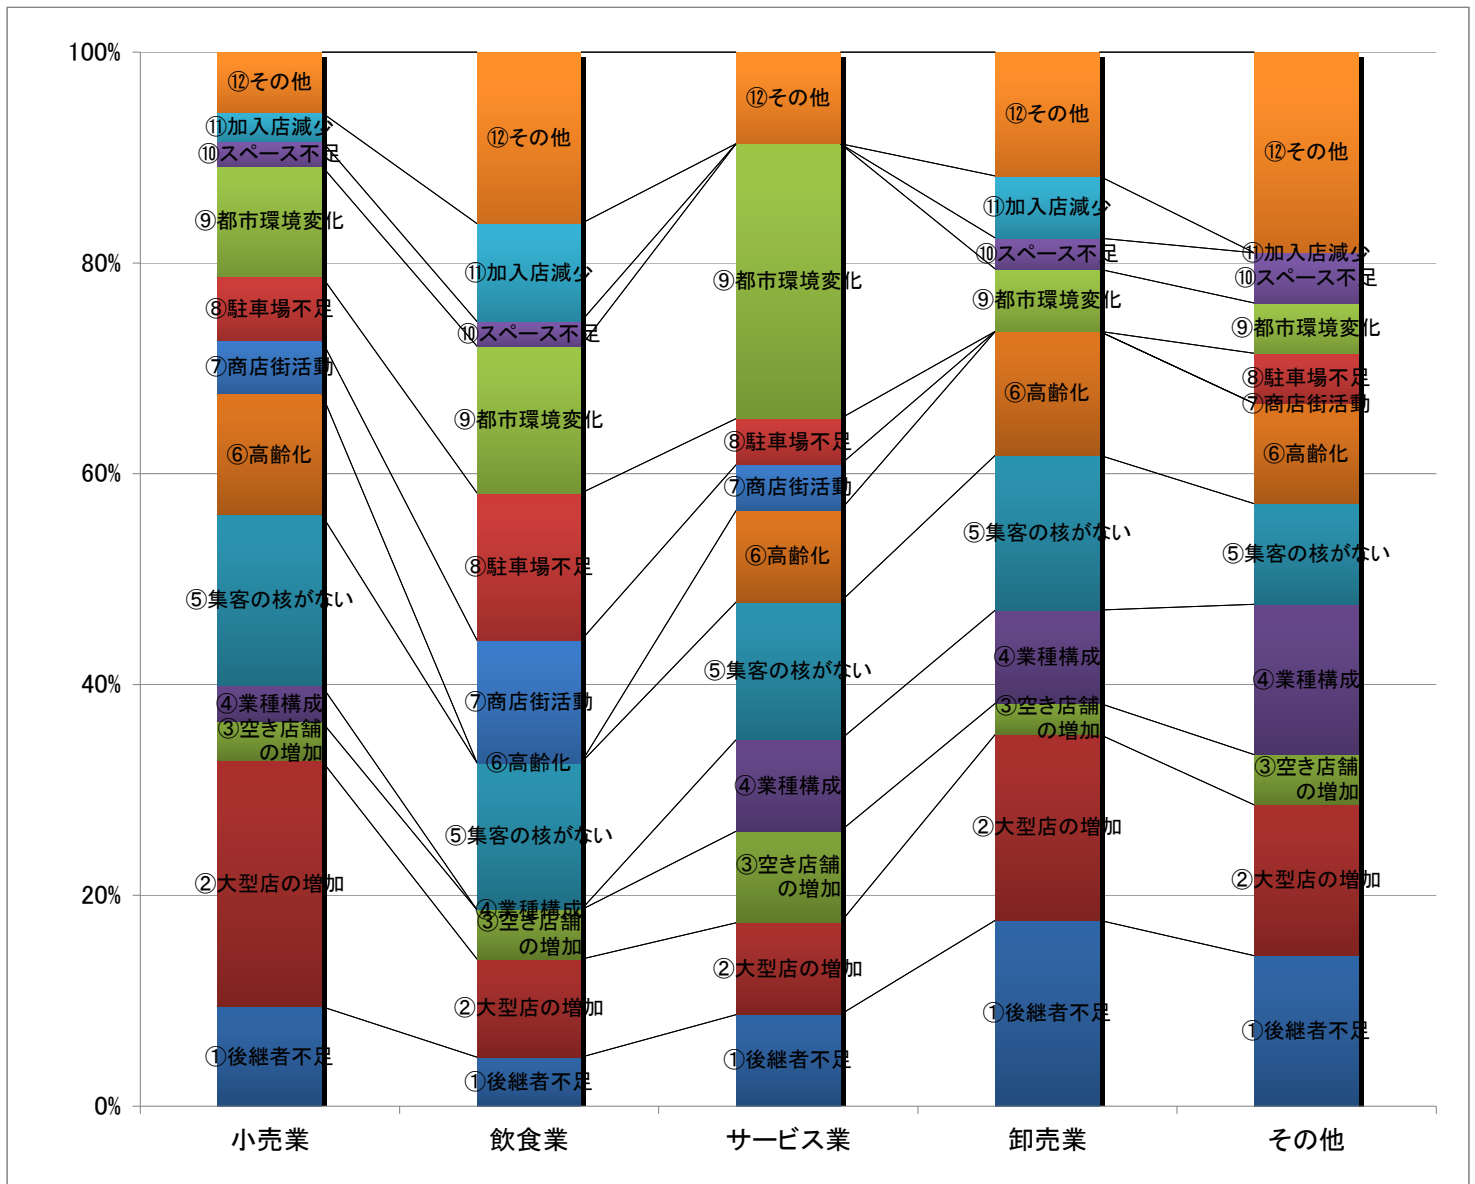 100%
80%
60%
40%
20%
0%
⑫その他
⑪加入店減少
⑩スペース不足
⑨都市環境変化
⑧駐車場不足
⑦商店街活動
⑥高齢化
⑤集客の核がない
④業種構成
③空き店舗
の増加
②大型店の増加
①後継者不足
小売業
⑫その他
⑪加入店減少
⑩スペース不足
⑨都市環境変化
⑧駐車場不足
⑦商店街活動
⑥高齢化
⑤集客の核がない
④業種構成
③空き店舗
の増加
②大型店の増加
①後継者不足
飲食業
⑫その他
⑨都市環境変化
⑧駐車場不足
⑦商店街活動
⑥高齢化
⑤集客の核がない
④業種構成
③空き店舗
の増加
②大型店の増加
①後継者不足
サービス業
⑫その他
⑪加入店減少
⑩スペース不足
⑨都市環境変化
⑥高齢化
⑤集客の核がない
④業種構成
③空き店舗
の増加
②大型店の増加
①後継者不足
卸売業
⑫その他
⑪加入店減少
⑩スペース不足
⑨都市環境変化
⑧駐車場不足
⑦商店街活動
⑥高齢化
⑤集客の核がない
④業種構成
③空き店舗
の増加
②大型店の増加
①後継者不足
その他